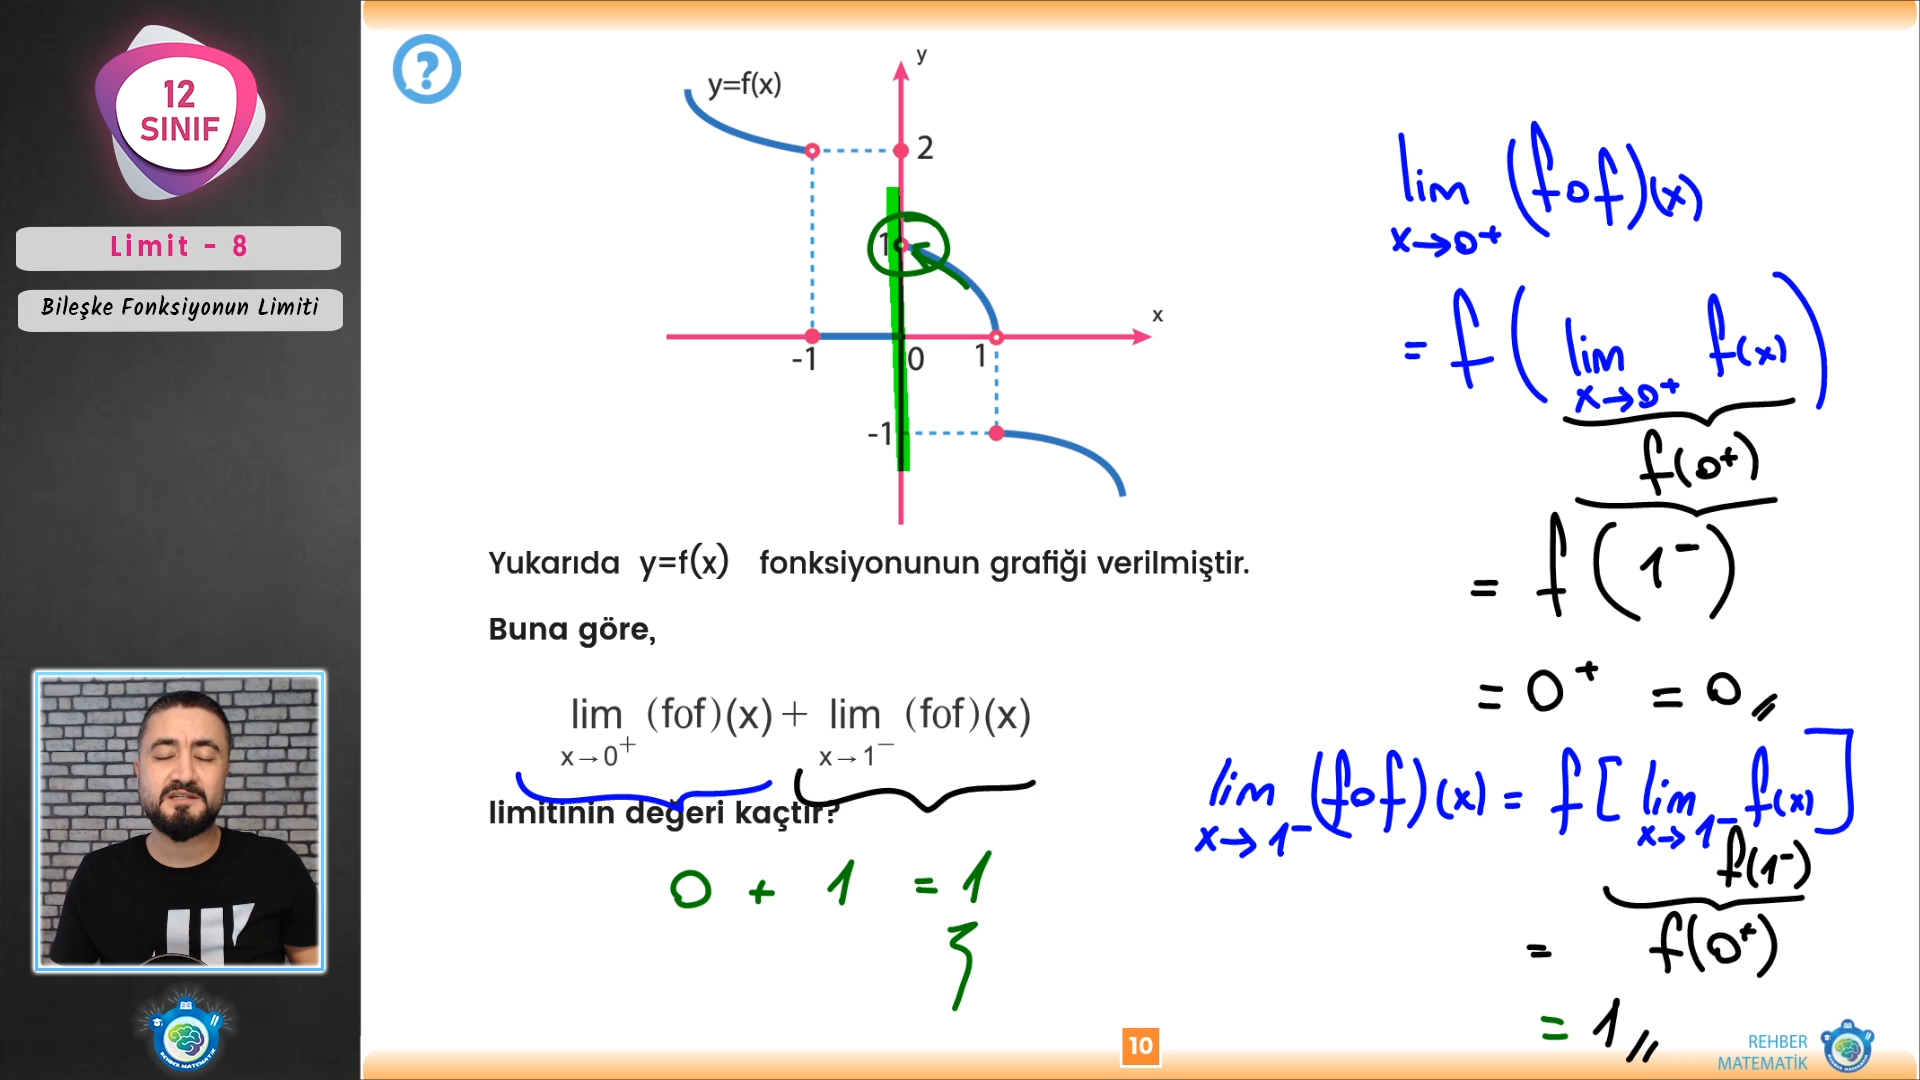 12
SINIF
Limit - 8
Bileşke Fonksiyonun Limiti
y=f(x)
y
2
1
x
-1
0
1
-1
Yukarıda y=f(x) fonksiyonunun grafiği verilmiştir.
Buna göre,
lim (fof)(x) + lim (fof)(x)
x→0⁺ x→1⁻
limitinin değeri kaçtır?
0 + 1 = 1
lim (fof)(x)
x→0⁺
= f( lim f(x) )
x→0⁺
f(0⁺)
= f(1⁻)
= 0⁺ = 0
lim (fof)(x) = f[ lim f(x) ]
x→1⁻ x→1⁻
f(1⁻)
= f(0⁺)
= 1
10
REHBER
MATEMATİK
REHBER MATEMATİK